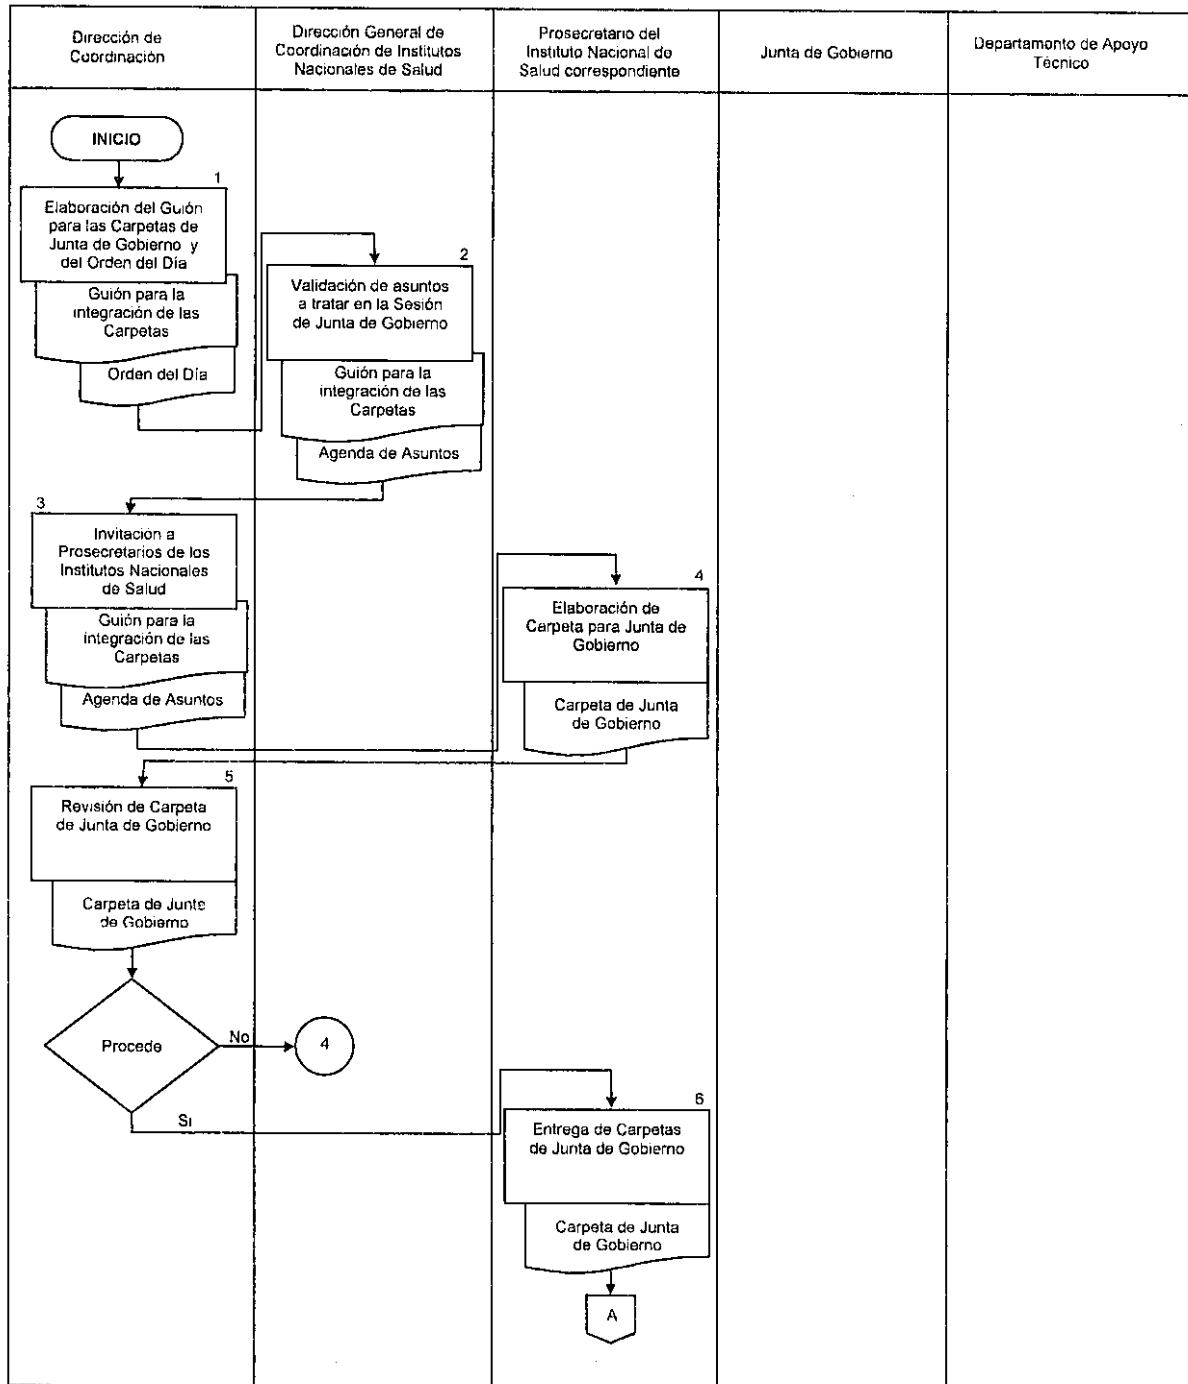 Dirección de
Coordinación
Dirección General de
Coordinación de Institutos
Nacionales de Salud
Prosecretario del
Instituto Nacional de
Salud correspondiente
Junta de Gobierno
Departamento de Apoyo
Técnico
INICIO
1
Elaboración del Guión
para las Carpetas de
Junta de Gobierno y
del Orden del Día
Guión para la
integración de las
Carpetas
Orden del Día
2
Validación de asuntos
a tratar en la Sesión
de Junta de Gobierno
Guión para la
integración de las
Carpetas
Agenda de Asuntos
3
Invitación a
Prosecretarios de los
Institutos Nacionales
de Salud
Guión para la
integración de las
Carpetas
Agenda de Asuntos
4
Elaboración de
Carpeta para Junta de
Gobierno
Carpeta de Junta
de Gobierno
5
Revisión de Carpeta
de Junta de Gobierno
Carpeta de Junta
de Gobierno
Procede
No
4
Si
6
Entrega de Carpetas
de Junta de Gobierno
Carpeta de Junta
de Gobierno
A